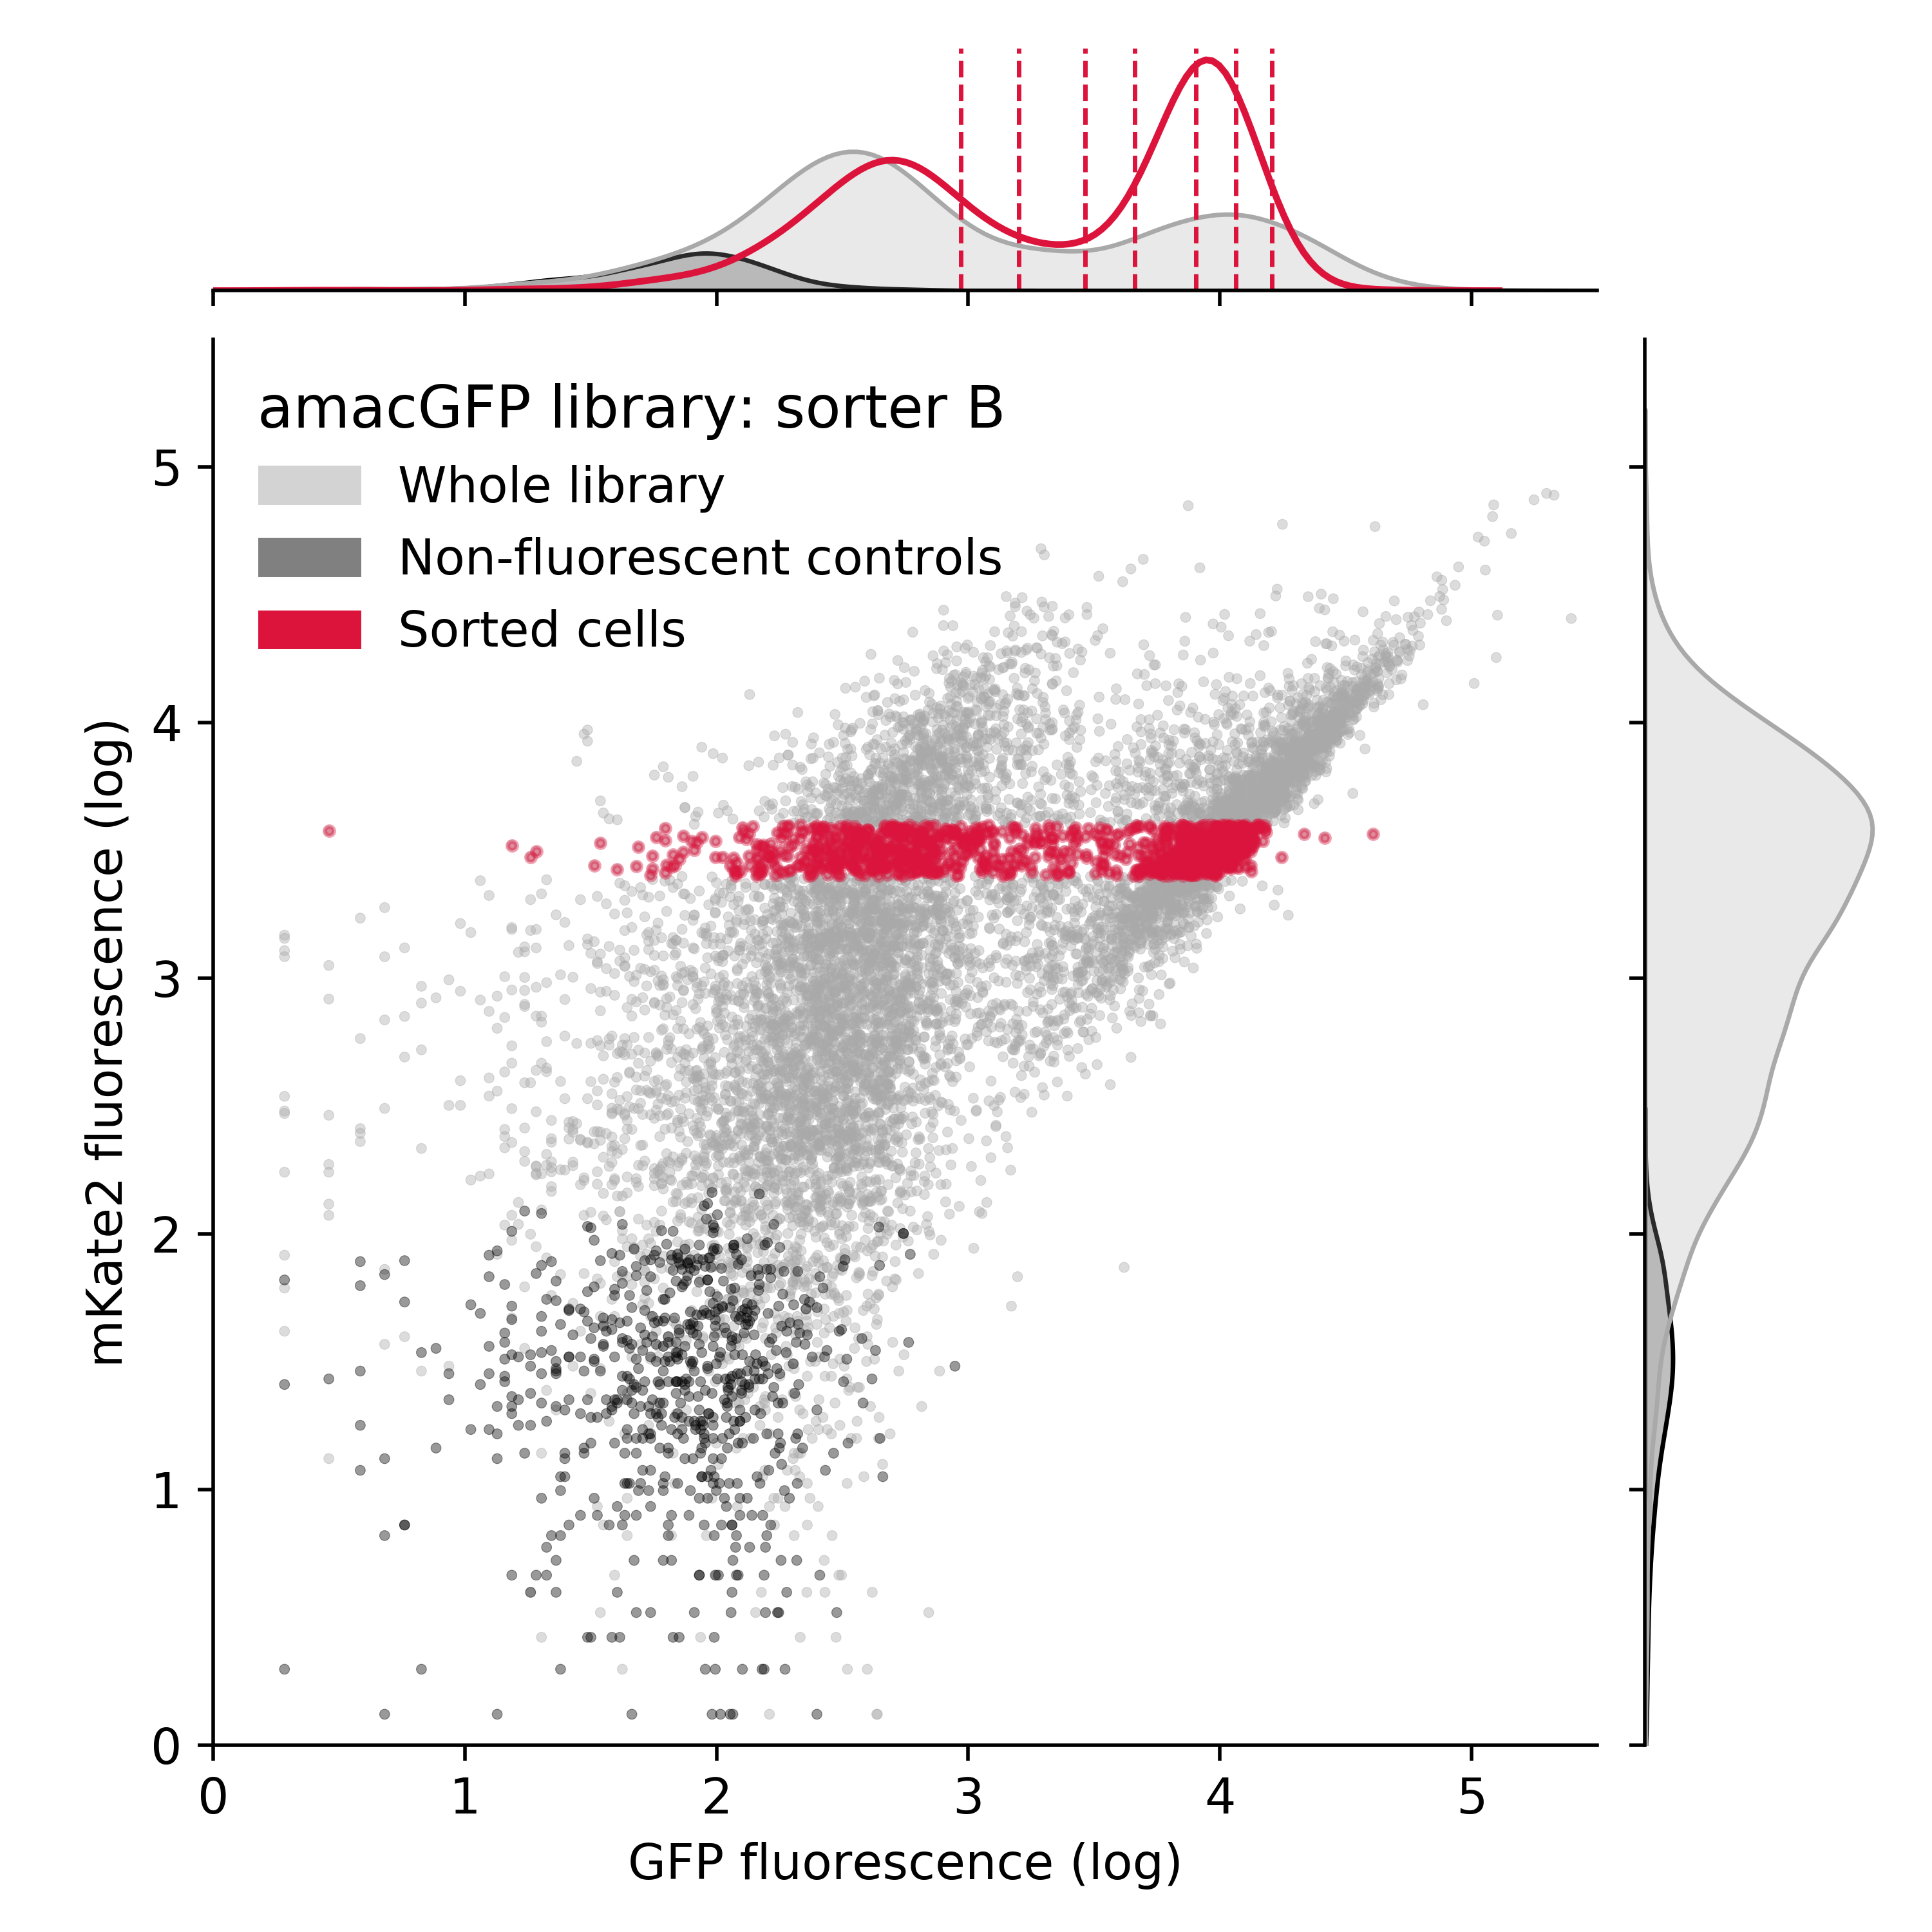 amacGFP library: sorter B
Whole library
Non-fluorescent controls
Sorted cells
mKate2 fluorescence (log)
5
4
3
2
1
0
0 1 2 3 4 5
GFP fluorescence (log)